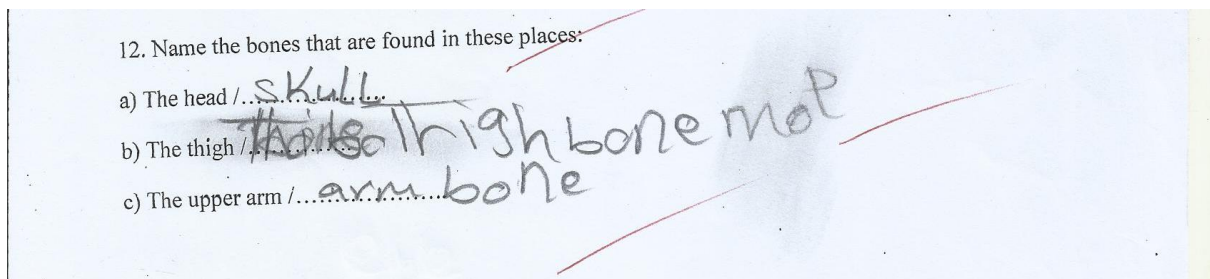 12. Name the bones that are found in these places:
a) The head /..skull...
b) The thigh /............ Thigh bone
c) The upper arm /....arm bone